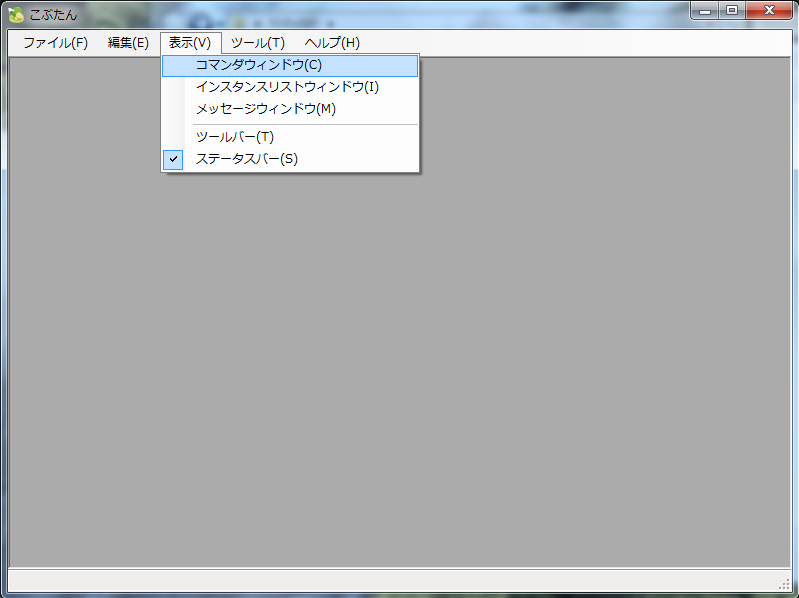 こぶたん
ファイル(F) 編集(E) 表示(V) ツール(T) ヘルプ(H)
コマンダウィンドウ(C)
インスタンスリストウィンドウ(I)
メッセージウィンドウ(M)
ツールバー(T)
ステータスバー(S)